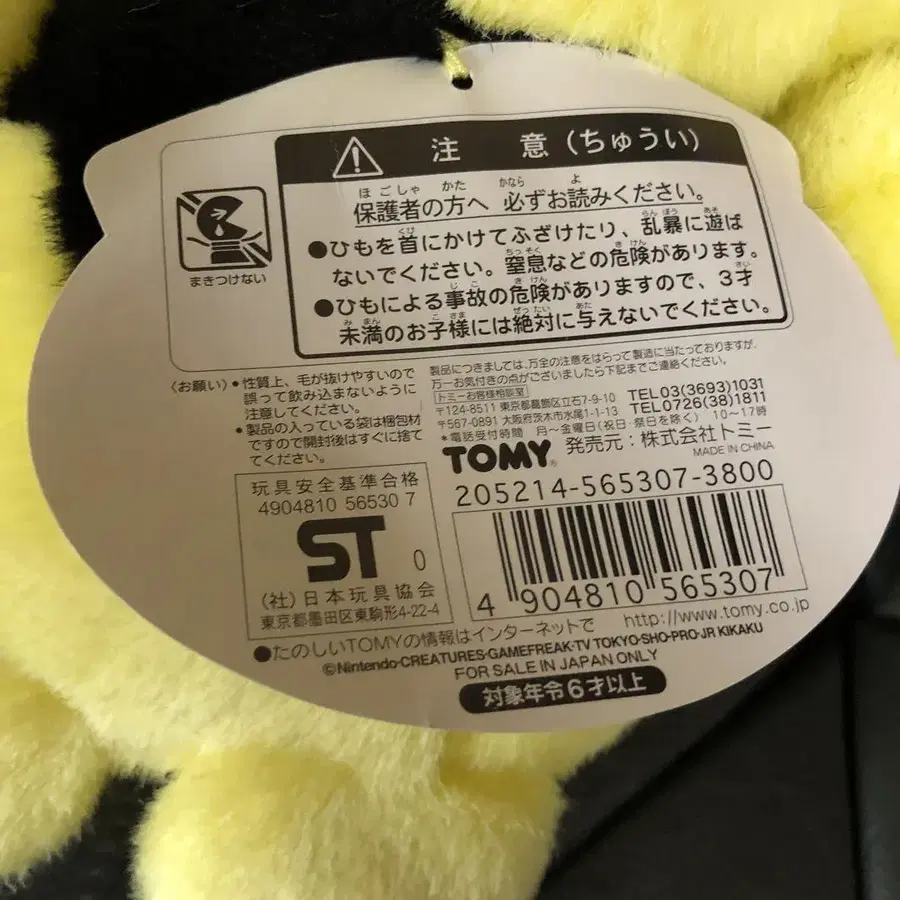 注 意(ちゅうい)
保護者の方へ 必ずお読みください。
●ひもを首にかけてふざけたり、乱暴に遊ば
ないでください。窒息などの危険があります。
●ひもによる事故の危険がありますので、3才
未満のお子様には絶対に与えないでください。
まきつけない
〈お願い〉●性質上、毛が抜けやすいので
誤って飲み込まないように
注意してください。
●製品の入っている袋は梱包材
ですので開封後はすぐに捨て
てください。
製品につきましては、万全の注意をはらって製造に当たっておりますが、
万一お気付きの点がございましたら下記までご連絡ください。
トミーお客様相談室
〒124-8511 東京都葛飾区立石7-9-10 TEL03(3693)1031
〒567-0891 大阪府茨木市水尾1-1-13 TEL0726(38)1811
*電話受付時間 月〜金曜日(祝日・祭日を除く) 10〜17時
TOMY® 発売元:株式会社トミー
MADE IN CHINA
205214-565307-3800
玩具安全基準合格
4904810 56530 7
ST 0
(社)日本玩具協会
東京都墨田区東駒形4-22-4
4 904810 565307
●たのしいTOMYの情報はインターネットで http://www.tomy.co.jp
©Nintendo・CREATURES・GAMEFREAK・TV TOKYO・SHO-PRO・JR KIKAKU
FOR SALE IN JAPAN ONLY
対象年令6才以上